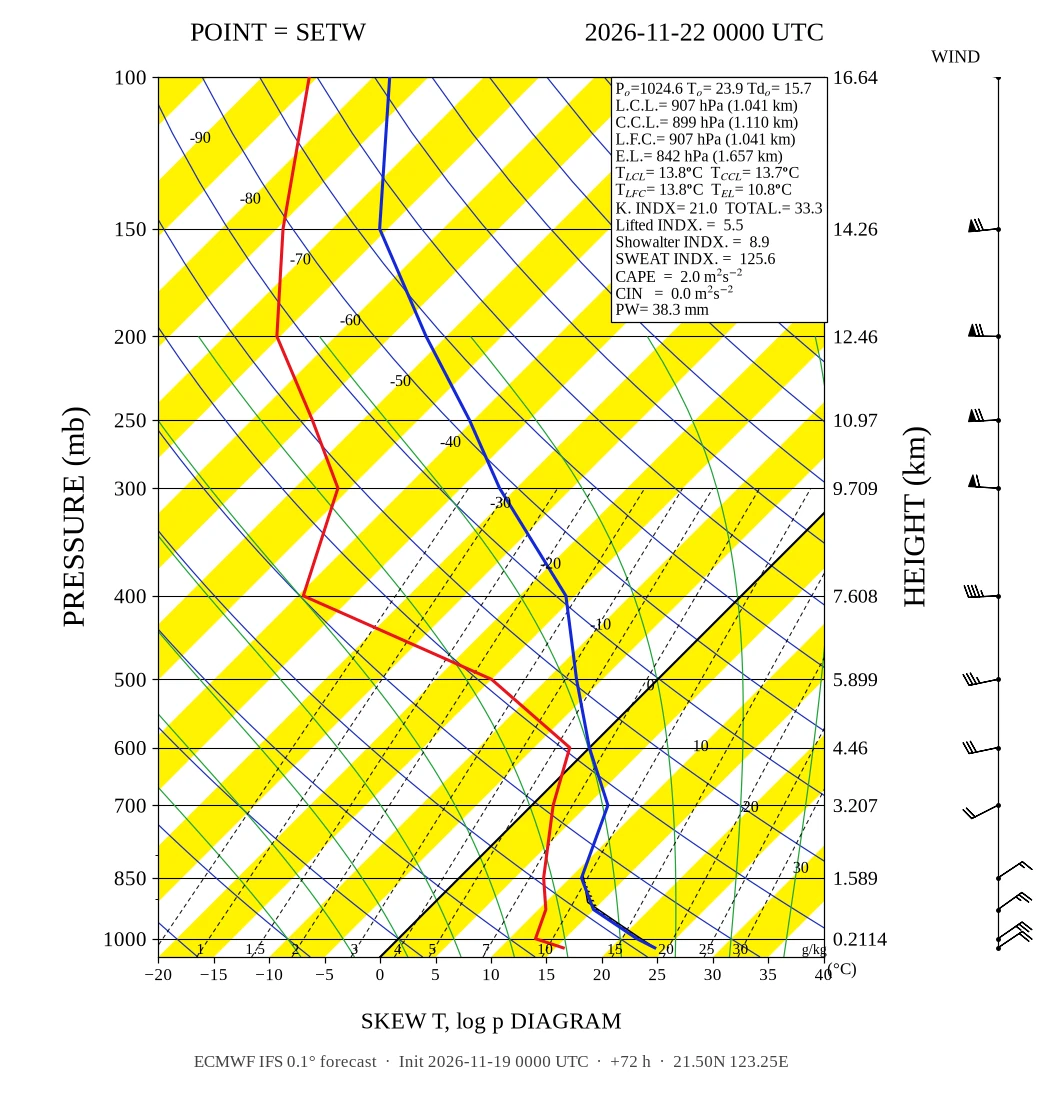 POINT = SETW 2026-11-22 0000 UTC
WIND
100 16.64
Pₒ=1024.6 Tₒ= 23.9 Tdₒ= 15.7
L.C.L.= 907 hPa (1.041 km)
C.C.L.= 899 hPa (1.110 km)
L.F.C.= 907 hPa (1.041 km)
E.L.= 842 hPa (1.657 km)
T_LCL= 13.8°C T_CCL= 13.7°C
T_LFC= 13.8°C T_EL= 10.8°C
K. INDX= 21.0 TOTAL.= 33.3
Lifted INDX. = 5.5
Showalter INDX. = 8.9
SWEAT INDX. = 125.6
CAPE = 2.0 m²s⁻²
CIN = 0.0 m²s⁻²
PW= 38.3 mm
-90
-80
150 14.26
-70
-60
200 12.46
-50
250 10.97
-40
300 9.709
-30
PRESSURE (mb)
HEIGHT (km)
-20
400 7.608
-10
500 5.899
0
600 4.46
10
700 3.207
20
30
850 1.589
1000 0.2114
1 1.5 2 3 4 5 7 10 15 20 25 30 g/kg
−20 −15 −10 −5 0 5 10 15 20 25 30 35 40 (°C)
SKEW T, log p DIAGRAM
ECMWF IFS 0.1° forecast · Init 2026-11-19 0000 UTC · +72 h · 21.50N 123.25E